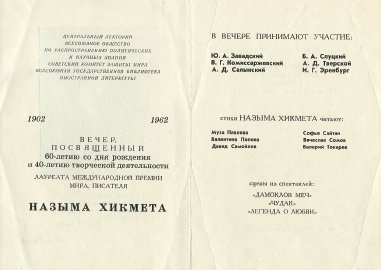 ЦЕНТРАЛЬНЫЙ ЛЕКТОРИЙ
ВСЕСОЮЗНОЕ ОБЩЕСТВО
ПО РАСПРОСТРАНЕНИЮ ПОЛИТИЧЕСКИХ
И НАУЧНЫХ ЗНАНИЙ
СОВЕТСКИЙ КОМИТЕТ ЗАЩИТЫ МИРА
ВСЕСОЮЗНАЯ ГОСУДАРСТВЕННАЯ БИБЛИОТЕКА
ИНОСТРАННОЙ ЛИТЕРАТУРЫ
1902 1962
ВЕЧЕР,
ПОСВЯЩЕННЫЙ
60-летию со дня рождения
и 40-летию творческой деятельности
ЛАУРЕАТА МЕЖДУНАРОДНОЙ ПРЕМИИ
МИРА, ПИСАТЕЛЯ
НАЗЫМА ХИКМЕТА
В ВЕЧЕРЕ ПРИНИМАЮТ УЧАСТИЕ:
Ю. А. Завадский
В. Г. Комиссаржевский
А. Д. Салынский
Б. А. Слуцкий
А. Д. Тверской
И. Г. Эренбург
стихи НАЗЫМА ХИКМЕТА читают:
Муза Павлова
Валентина Попова
Давид Самойлов
Софья Сайтан
Вячеслав Сомов
Валерий Токарев
сцены из спектаклей:
«ДАМОКЛОВ МЕЧ»
«ЧУДАК»
«ЛЕГЕНДА О ЛЮБВИ»